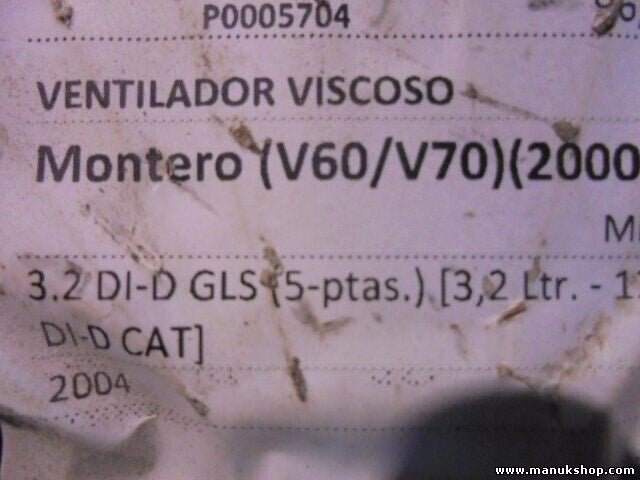 P0005704
VENTILADOR VISCOSO
Montero (V60/V70)(2000
3.2 DI-D GLS (5-ptas.) [3,2 Ltr. - 1
DI-D CAT]
2004
www.manukshop.com